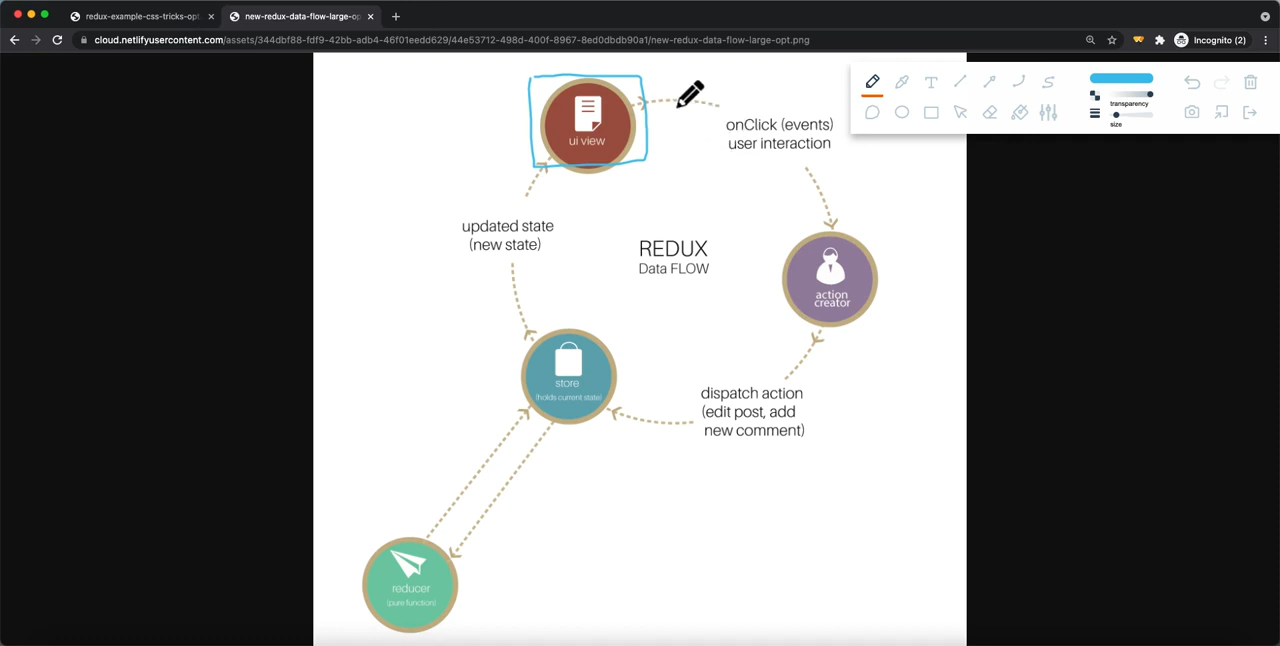 redux-example-css-tricks-opt
new-redux-data-flow-large-op
cloud.netlifyusercontent.com/assets/344dbf88-fdf9-42bb-adb4-46f01eedd629/44e53712-498d-400f-8967-8ed0dbdb90a1/new-redux-data-flow-large-opt.png
Incognito (2)
transparency
size
ui view
onClick (events)
user interaction
updated state
(new state)
REDUX
Data FLOW
action
creator
store
(holds current state)
dispatch action
(edit post, add
new comment)
reducer
(pure function)